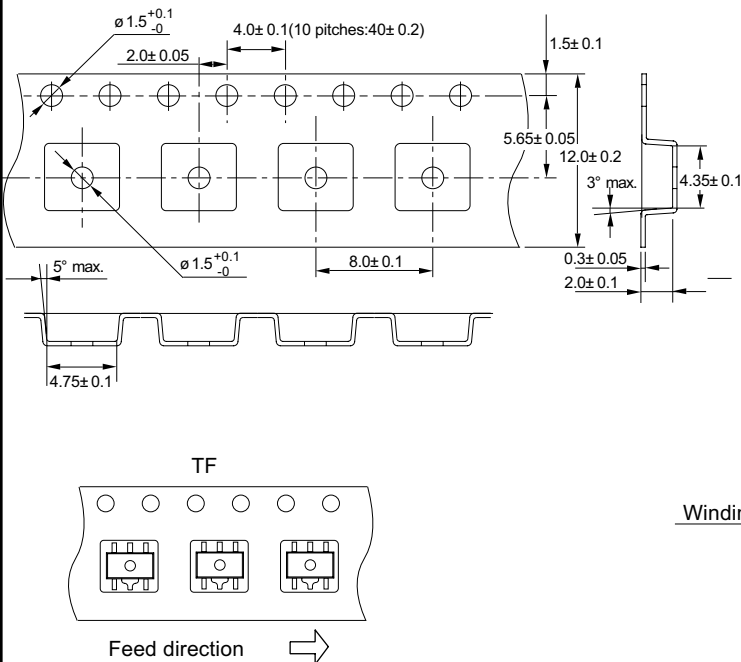 ø 1.5 +0.1 -0
4.0± 0.1(10 pitches:40± 0.2)
2.0± 0.05
1.5± 0.1
5.65± 0.05
12.0± 0.2
3° max.
4.35± 0.1
ø 1.5 +0.1 -0
8.0± 0.1
0.3± 0.05
2.0± 0.1
5° max.
4.75± 0.1
TF
Windin
Feed direction